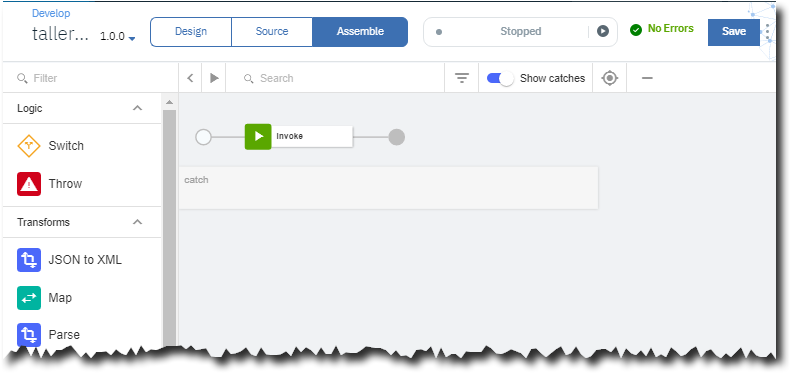 Develop
taller... 1.0.0
Design
Source
Assemble
Stopped
No Errors
Save
Filter
Search
Show catches
Logic
Switch
Throw
Transforms
JSON to XML
Map
Parse
invoke
catch